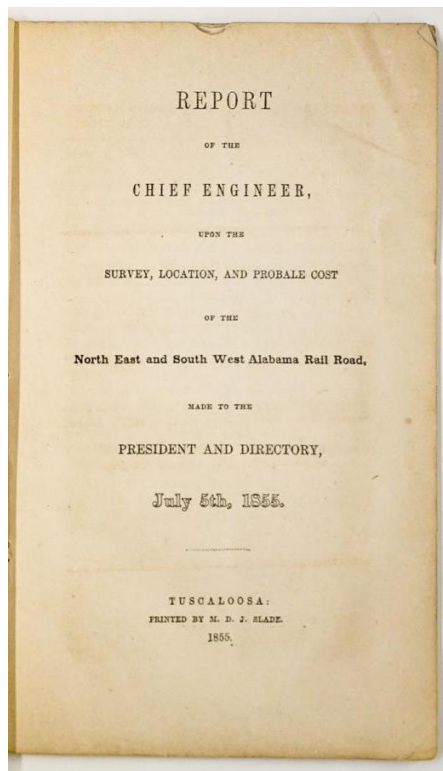 REPORT
OF THE
CHIEF ENGINEER,
UPON THE
SURVEY, LOCATION, AND PROBALE COST
OF THE
North East and South West Alabama Rail Road,
MADE TO THE
PRESIDENT AND DIRECTORY,
July 5th, 1855.
TUSCALOOSA:
PRINTED BY M. D. J. SLADE.
1855.